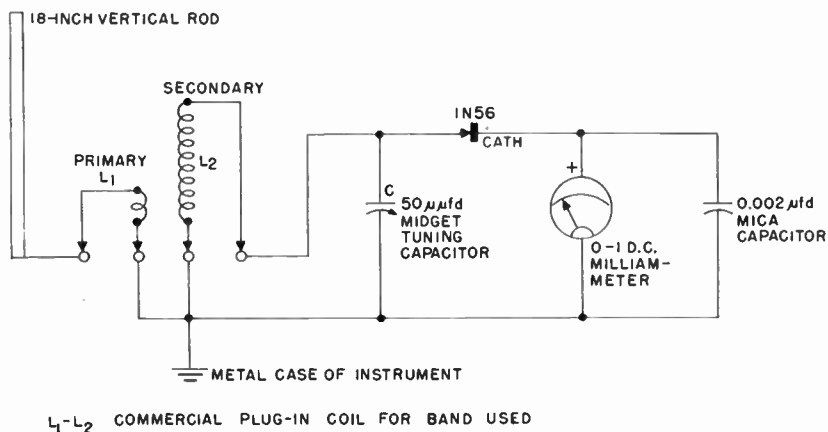 18-INCH VERTICAL ROD
SECONDARY
PRIMARY
L1
L2
1N56
CATH
+
C
50 µµfd
MIDGET
TUNING
CAPACITOR
0-1 D.C.
MILLIAM-
METER
0.002 µfd
MICA
CAPACITOR
METAL CASE OF INSTRUMENT
L1-L2 COMMERCIAL PLUG-IN COIL FOR BAND USED